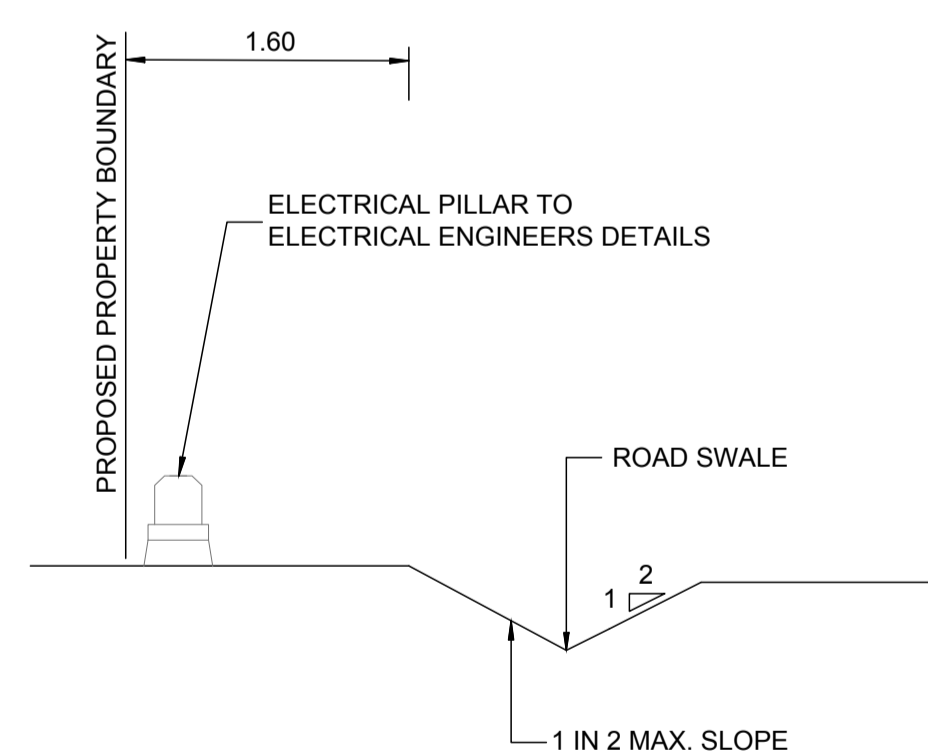 1.60
PROPOSED PROPERTY BOUNDARY
ELECTRICAL PILLAR TO
ELECTRICAL ENGINEERS DETAILS
ROAD SWALE
2
1
1 IN 2 MAX. SLOPE